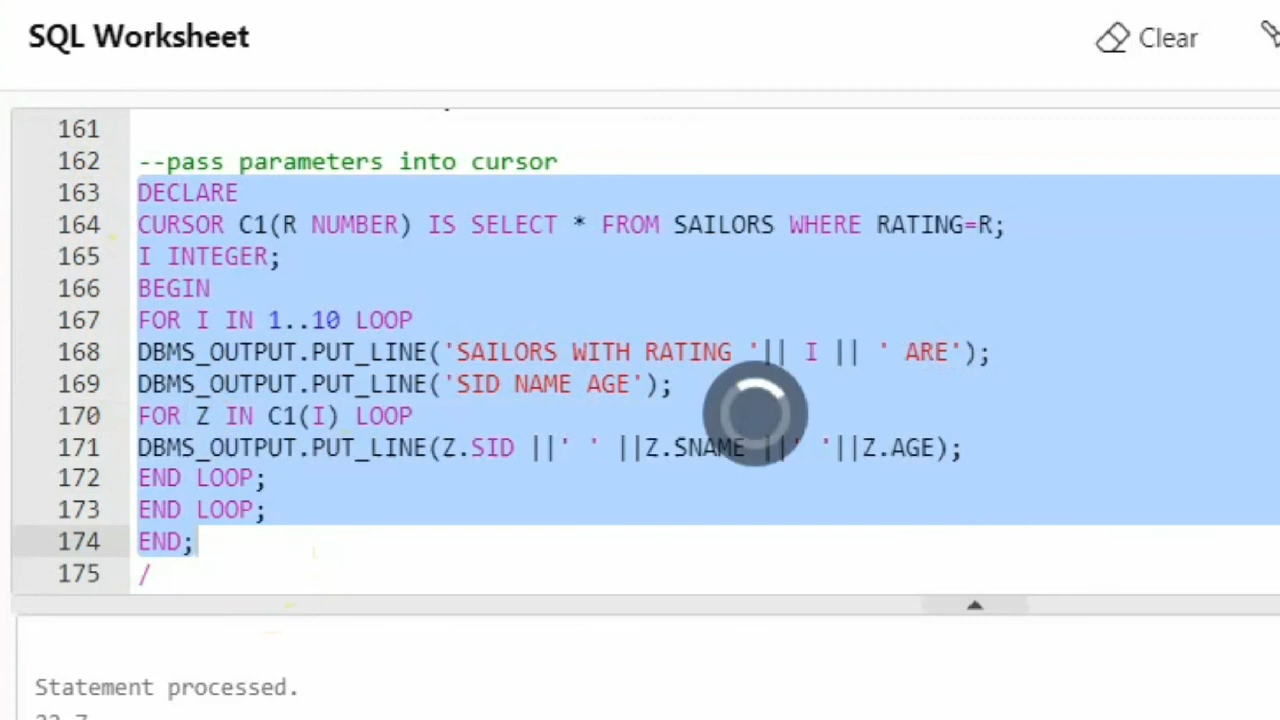 SQL Worksheet
Clear
161
162 --pass parameters into cursor
163 DECLARE
164 CURSOR C1(R NUMBER) IS SELECT * FROM SAILORS WHERE RATING=R;
165 I INTEGER;
166 BEGIN
167 FOR I IN 1..10 LOOP
168 DBMS_OUTPUT.PUT_LINE('SAILORS WITH RATING '|| I || ' ARE');
169 DBMS_OUTPUT.PUT_LINE('SID NAME AGE');
170 FOR Z IN C1(I) LOOP
171 DBMS_OUTPUT.PUT_LINE(Z.SID ||' ' ||Z.SNAME ||' '||Z.AGE);
172 END LOOP;
173 END LOOP;
174 END;
175 /
Statement processed.